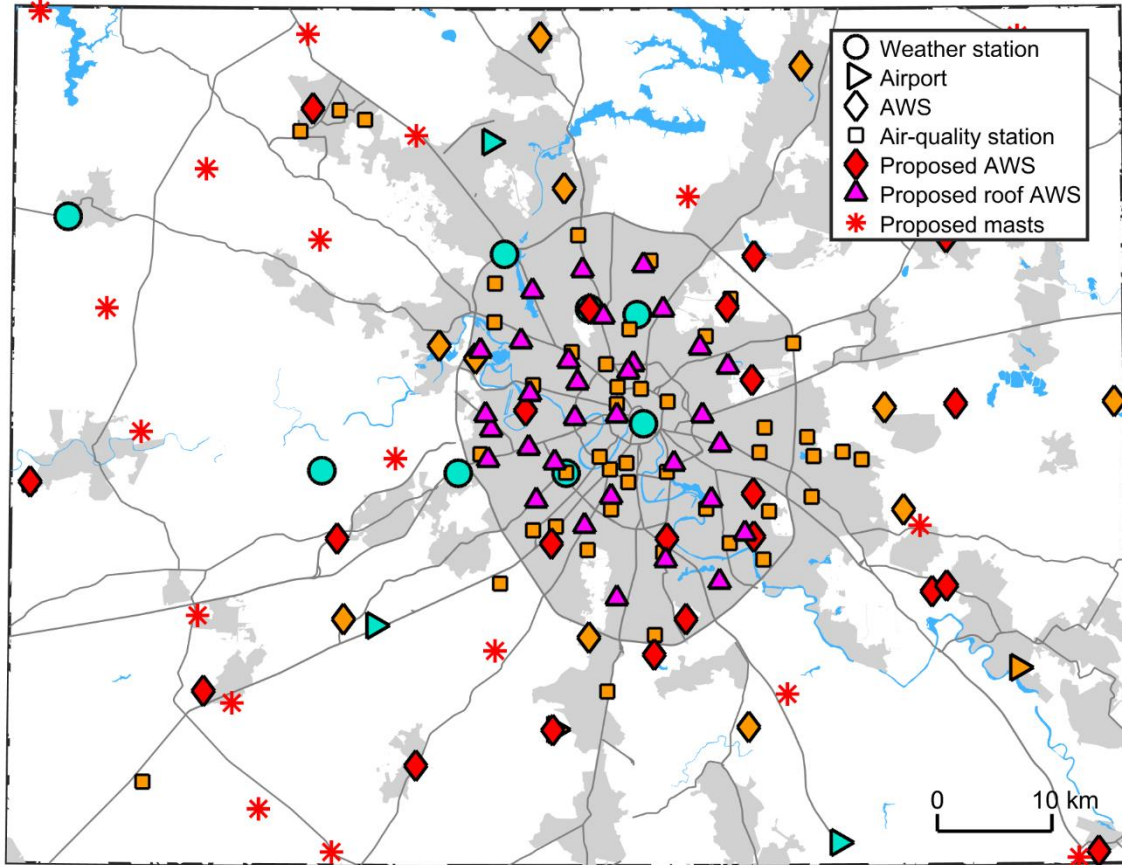 Weather station
Airport
AWS
Air-quality station
Proposed AWS
Proposed roof AWS
Proposed masts
0 10 km